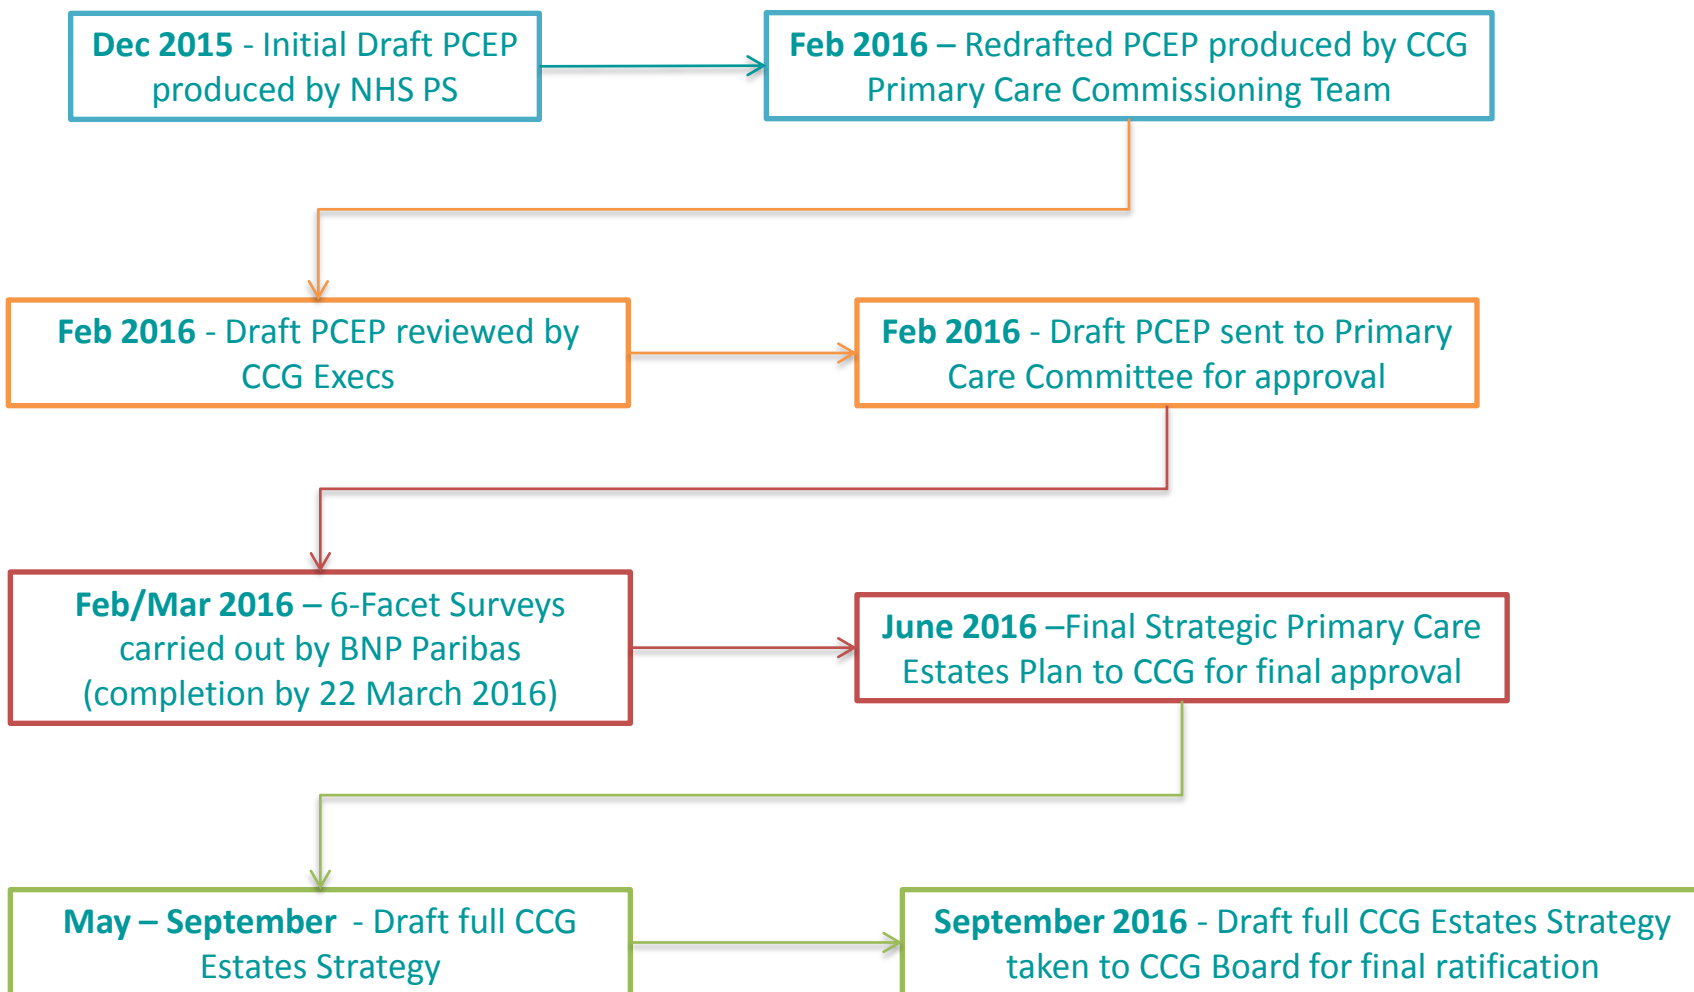 Dec 2015 - Initial Draft PCEP
produced by NHS PS
Feb 2016 – Redrafted PCEP produced by CCG
Primary Care Commissioning Team
Feb 2016 - Draft PCEP reviewed by
CCG Execs
Feb 2016 - Draft PCEP sent to Primary
Care Committee for approval
Feb/Mar 2016 – 6-Facet Surveys
carried out by BNP Paribas
(completion by 22 March 2016)
June 2016 –Final Strategic Primary Care
Estates Plan to CCG for final approval
May – September - Draft full CCG
Estates Strategy
September 2016 - Draft full CCG Estates Strategy
taken to CCG Board for final ratification